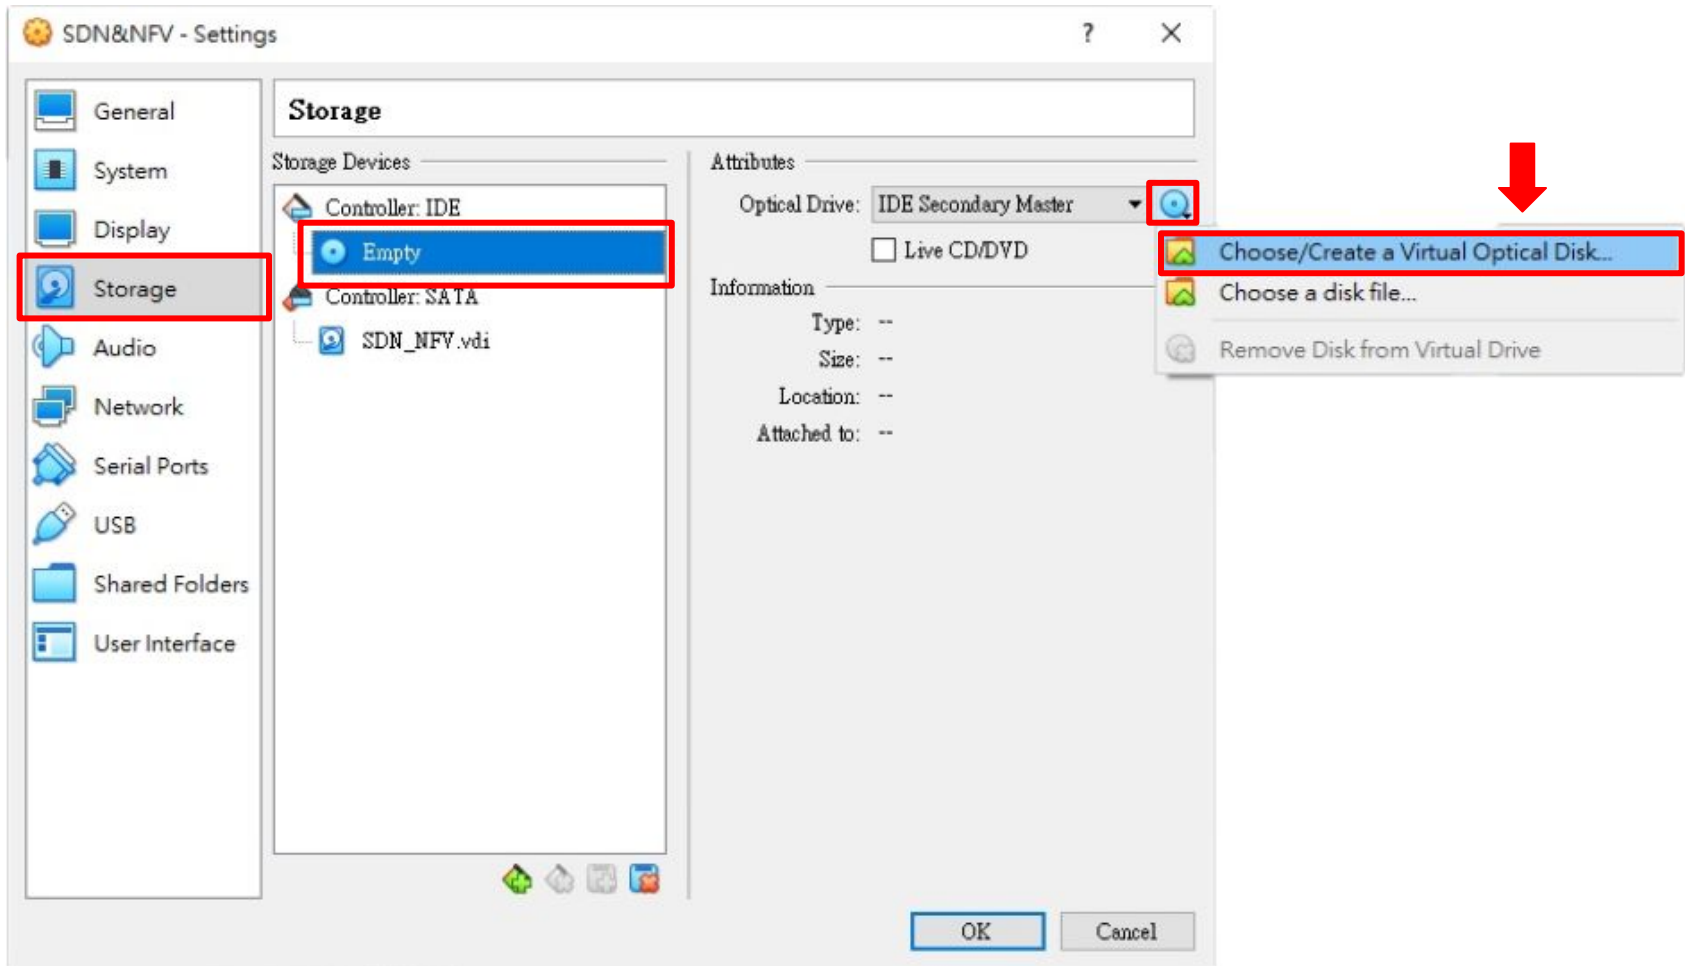 SDN&NFV - Settings
?
General
System
Display
Storage
Audio
Network
Serial Ports
USB
Shared Folders
User Interface
Storage
Storage Devices
Controller: IDE
Empty
Controller: SATA
SDN_NFV.vdi
Attributes
Optical Drive: IDE Secondary Master
Live CD/DVD
Information
Type: --
Size: --
Location: --
Attached to: --
Choose/Create a Virtual Optical Disk...
Choose a disk file...
Remove Disk from Virtual Drive
OK
Cancel